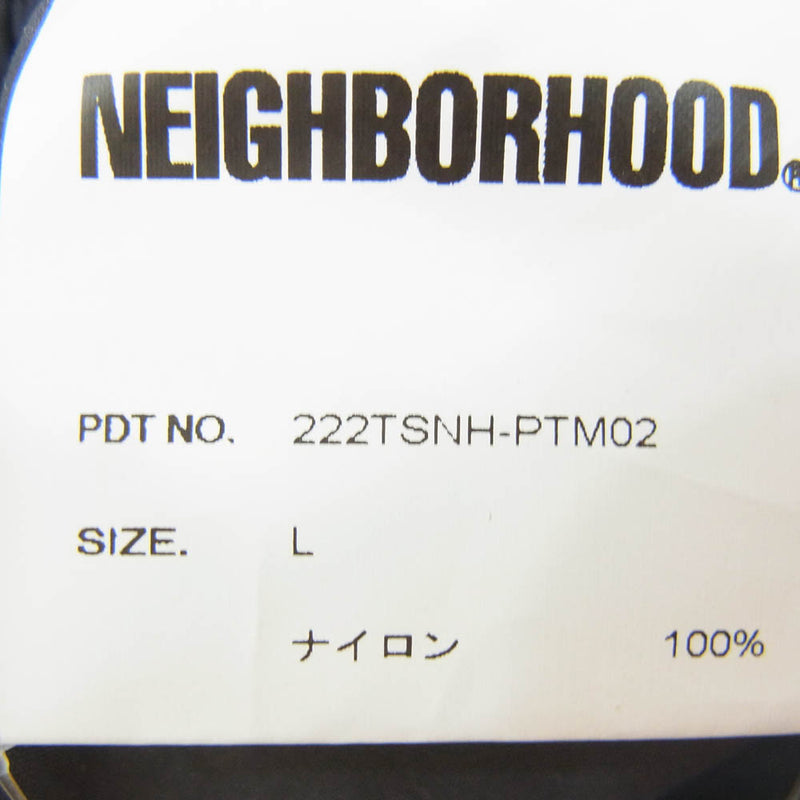 NEIGHBORHOOD®
PDT NO. 222TSNH-PTM02
SIZE. L
ナイロン 100%